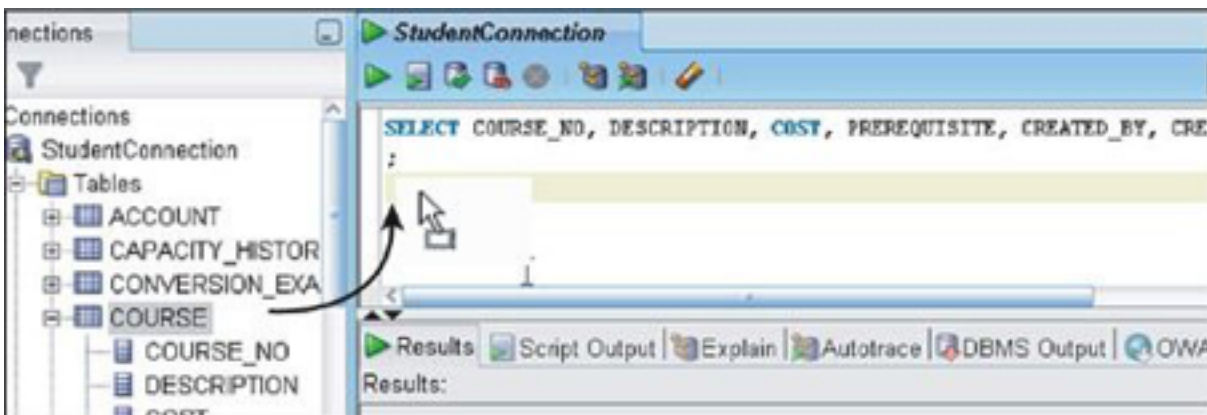 nections
Connections
StudentConnection
Tables
ACCOUNT
CAPACITY_HISTOR
CONVERSION_EXA
COURSE
COURSE_NO
DESCRIPTION
COST
StudentConnection
SELECT COURSE_NO, DESCRIPTION, COST, PREREQUISITE, CREATED_BY, CRE
;
Results Script Output Explain Autotrace DBMS Output OWA
Results: